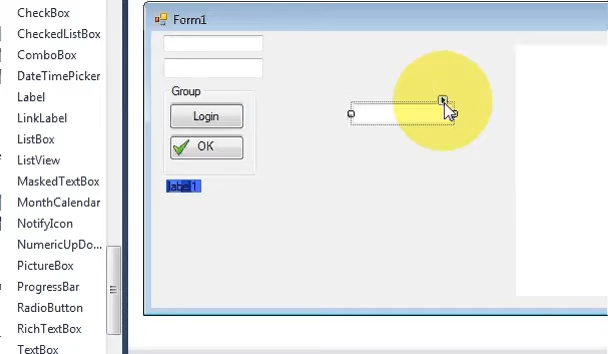 CheckBox
CheckedListBox
ComboBox
DateTimePicker
Label
LinkLabel
ListBox
ListView
MaskedTextBox
MonthCalendar
NotifyIcon
NumericUpDo...
PictureBox
ProgressBar
RadioButton
RichTextBox
TextBox
Form1
Group
Login
OK
label1